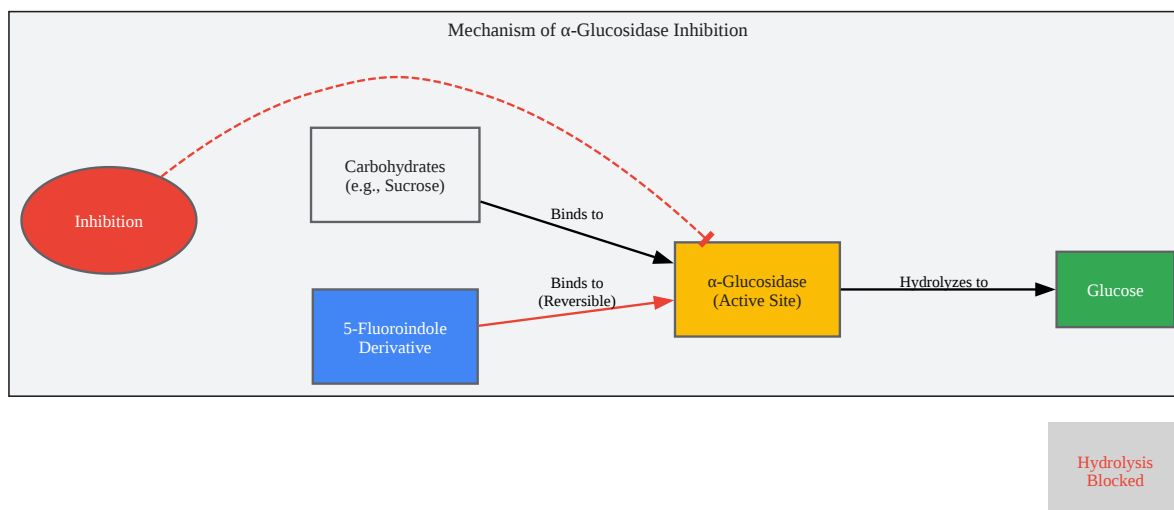 Mechanism of α-Glucosidase Inhibition
Carbohydrates
(e.g., Sucrose)
Inhibition
Binds to
5-Fluoroindole
Derivative
Binds to
(Reversible)
α-Glucosidase
(Active Site)
Hydrolyzes to
Glucose
Hydrolysis
Blocked